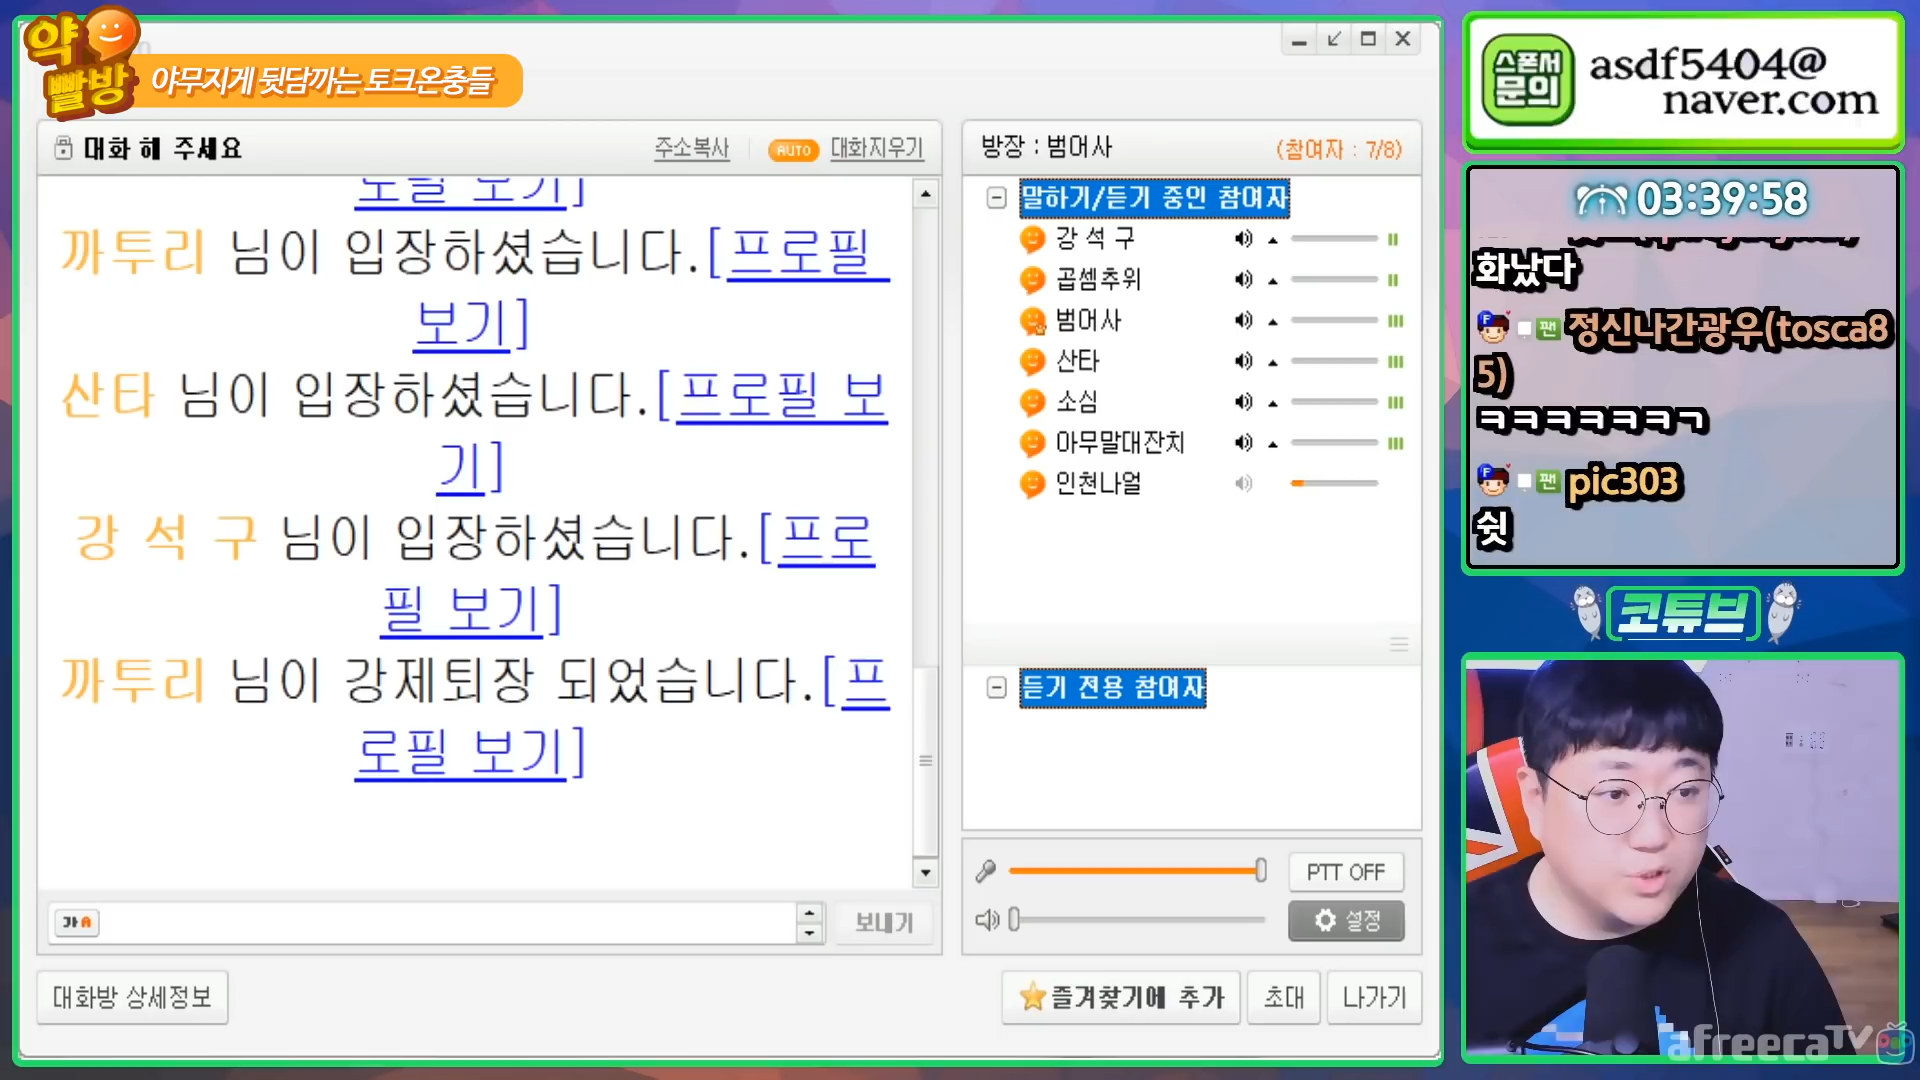 약빨방
야무지게 뒷담까는 토크온충들
대화 해 주세요
주소복사
AUTO
대화지우기
로필 보기]
까투리 님이 입장하셨습니다.[프로필
보기]
산타 님이 입장하셨습니다.[프로필 보
기]
강 석 구 님이 입장하셨습니다.[프로
필 보기]
까투리 님이 강제퇴장 되었습니다.[프
로필 보기]
가A
보내기
대화방 상세정보
방장 : 범어사
(참여자 : 7/8)
말하기/듣기 중인 참여자
강 석 구
곱셈추위
범어사
산타
소심
아무말대잔치
인천나얼
듣기 전용 참여자
PTT OFF
설정
즐겨찾기에 추가
초대
나가기
스폰서
문의
asdf5404@
naver.com
03:39:58
화났다
F 팬 정신나간광우(tosca8
5)
ㅋㅋㅋㅋㅋㅋㄱ
F 팬 pic303
쉿
코튜브
afreecaTV